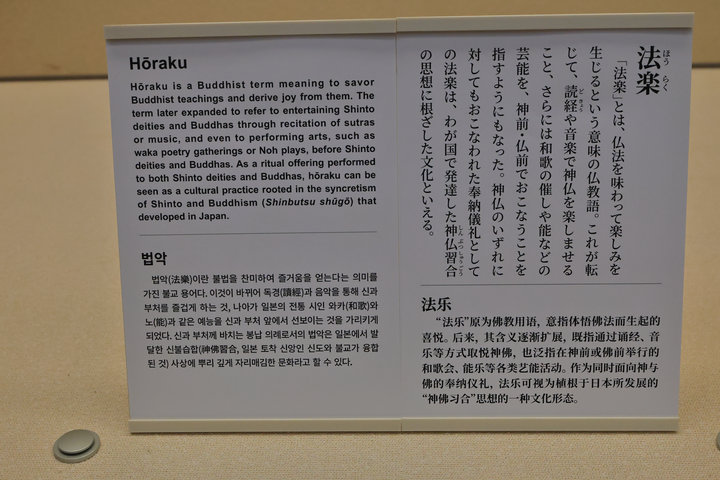 Hōraku
Hōraku is a Buddhist term meaning to savor
Buddhist teachings and derive joy from them. The
term later expanded to refer to entertaining Shinto
deities and Buddhas through recitation of sutras
or music, and even to performing arts, such as
waka poetry gatherings or Noh plays, before Shinto
deities and Buddhas. As a ritual offering performed
to both Shinto deities and Buddhas, hōraku can be
seen as a cultural practice rooted in the syncretism
of Shinto and Buddhism (Shinbutsu shūgō) that
developed in Japan.
법악
법악(法樂)이란 불법을 찬미하여 즐거움을 얻는다는 의미를
가진 불교 용어다. 이것이 바뀌어 독경(讀經)과 음악을 통해 신과
부처를 즐겁게 하는 것, 나아가 일본의 전통 시인 와카(和歌)와
노(能)과 같은 예능을 신과 부처 앞에서 선보이는 것을 가리키게
되었다. 신과 부처께 바치는 봉납 의례로서의 법악은 일본에서 발
달한 신불습합(神佛習合, 일본 토착 신앙인 신도와 불교가 융합
된 것) 사상에 뿌리 깊게 자리매김한 문화라고 할 수 있다.
法楽
ほうらく
「法楽」とは、仏法を味わって楽しみを
生じるという意味の仏教語。これが転
じて、読経や音楽で神仏を楽しませる
どきょう
こと、さらには和歌の催しや能などの
芸能を、神前・仏前でおこなうことを
指すようにもなった。神仏のいずれに
対してもおこなわれた奉納儀礼として
の法楽は、わが国で発達した神仏習合
しんぶつしゅうごう
の思想に根ざした文化といえる。
法乐
“法乐”原为佛教用语，意指体悟佛法而生起的
喜悦。后来，其含义逐渐扩展，既指通过诵经、音
乐等方式取悦神佛，也泛指在神前或佛前举行的
和歌会、能乐等各类艺能活动。作为同时面向神与
佛的奉纳仪礼，法乐可视为植根于日本所发展的
“神佛习合”思想的一种文化形态。